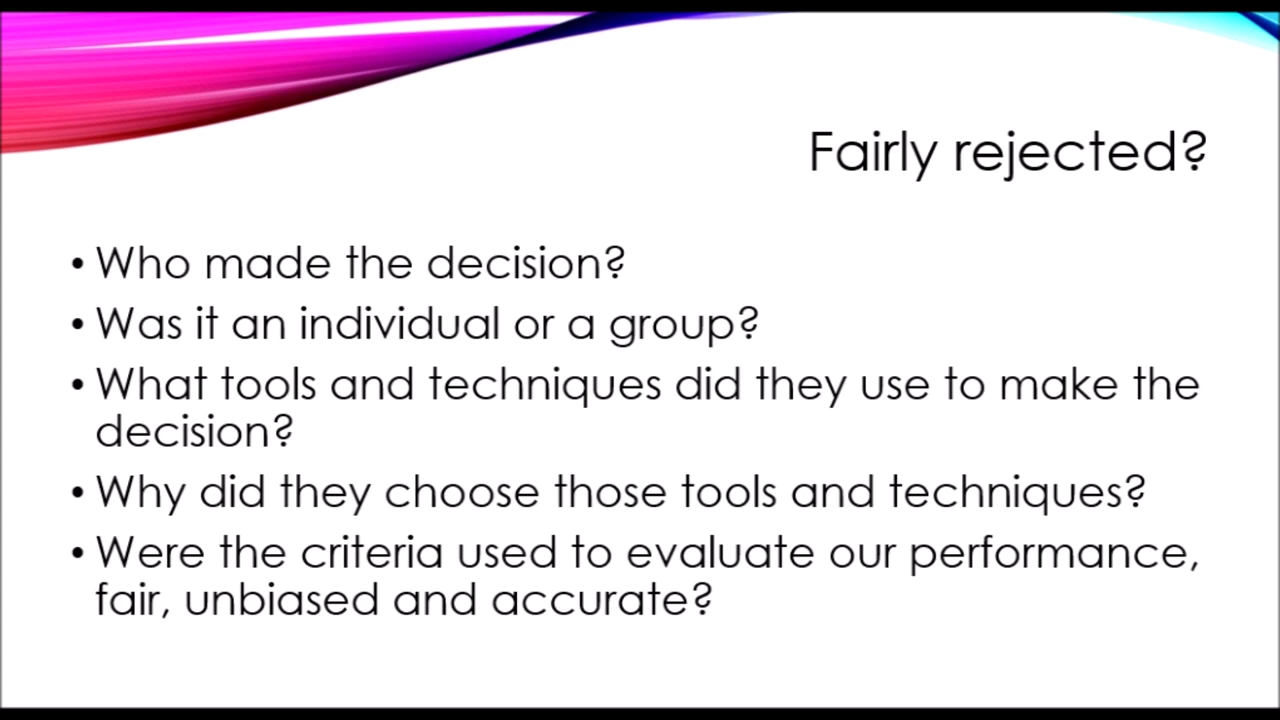 Fairly rejected?
• Who made the decision?
• Was it an individual or a group?
• What tools and techniques did they use to make the
decision?
• Why did they choose those tools and techniques?
• Were the criteria used to evaluate our performance,
fair, unbiased and accurate?